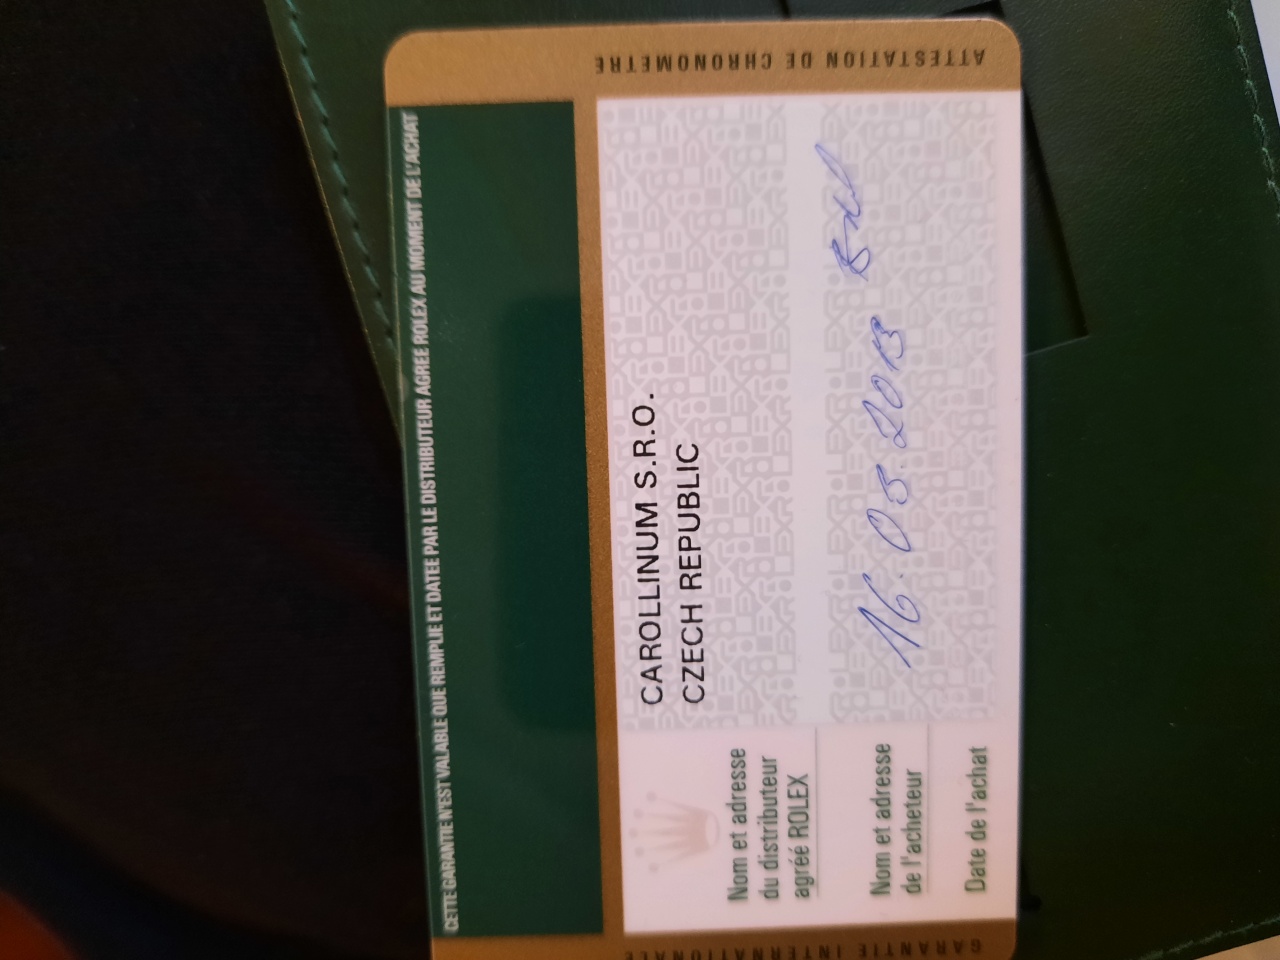 CETTE GARANTIE N'EST VALABLE QUE REMPLIE ET DATEE PAR LE DISTRIBUTEUR AGREE ROLEX AU MOMENT DE L'ACHAT
CAROLLINUM S.R.O.
CZECH REPUBLIC
Nom et adresse
du distributeur
agréé ROLEX
Nom et adresse
de l'acheteur
16. 03. 2013
Date de l'achat
GARANTIE INTERNATIONALE
ATTESTATION DE CHRONOMETRE